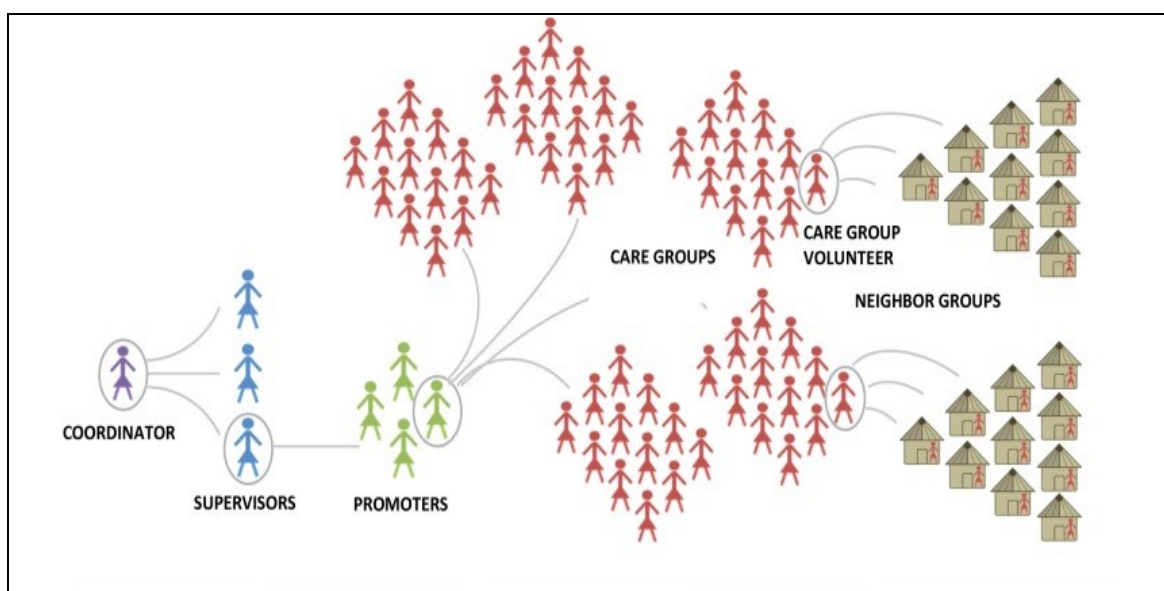 CARE GROUPS
CARE GROUP
VOLUNTEER
NEIGHBOR GROUPS
COORDINATOR
SUPERVISORS
PROMOTERS